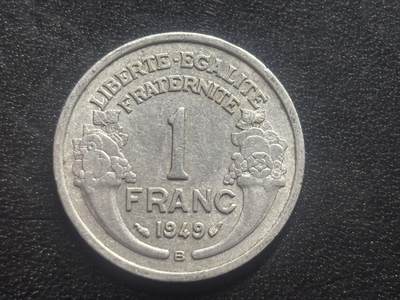 LIBERTE·EGALITE
FRATERNITE
1
FRANC
1949
B